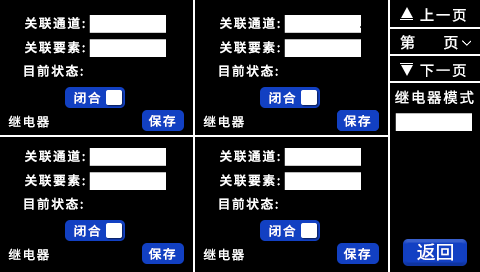 关联通道:
关联要素:
目前状态:
闭合
继电器 保存
关联通道:
关联要素:
目前状态:
闭合
继电器 保存
关联通道:
关联要素:
目前状态:
闭合
继电器 保存
关联通道:
关联要素:
目前状态:
闭合
继电器 保存
上一页
第 页
下一页
继电器模式
返回